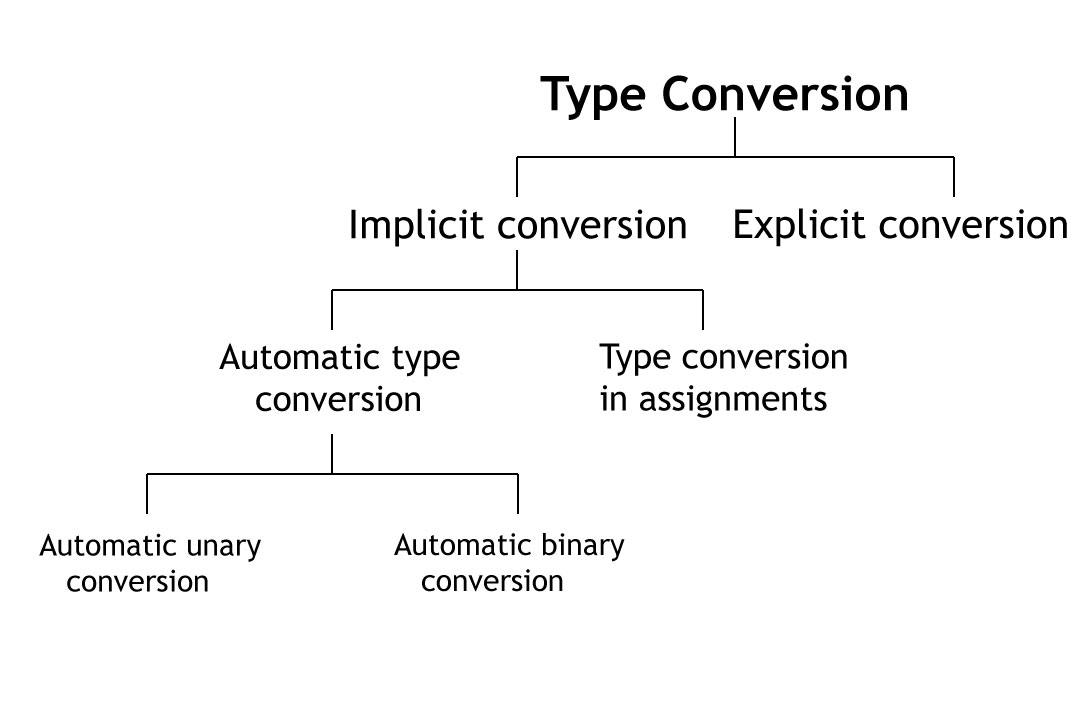 Type Conversion
Implicit conversion
Explicit conversion
Automatic type
conversion
Type conversion
in assignments
Automatic unary
conversion
Automatic binary
conversion